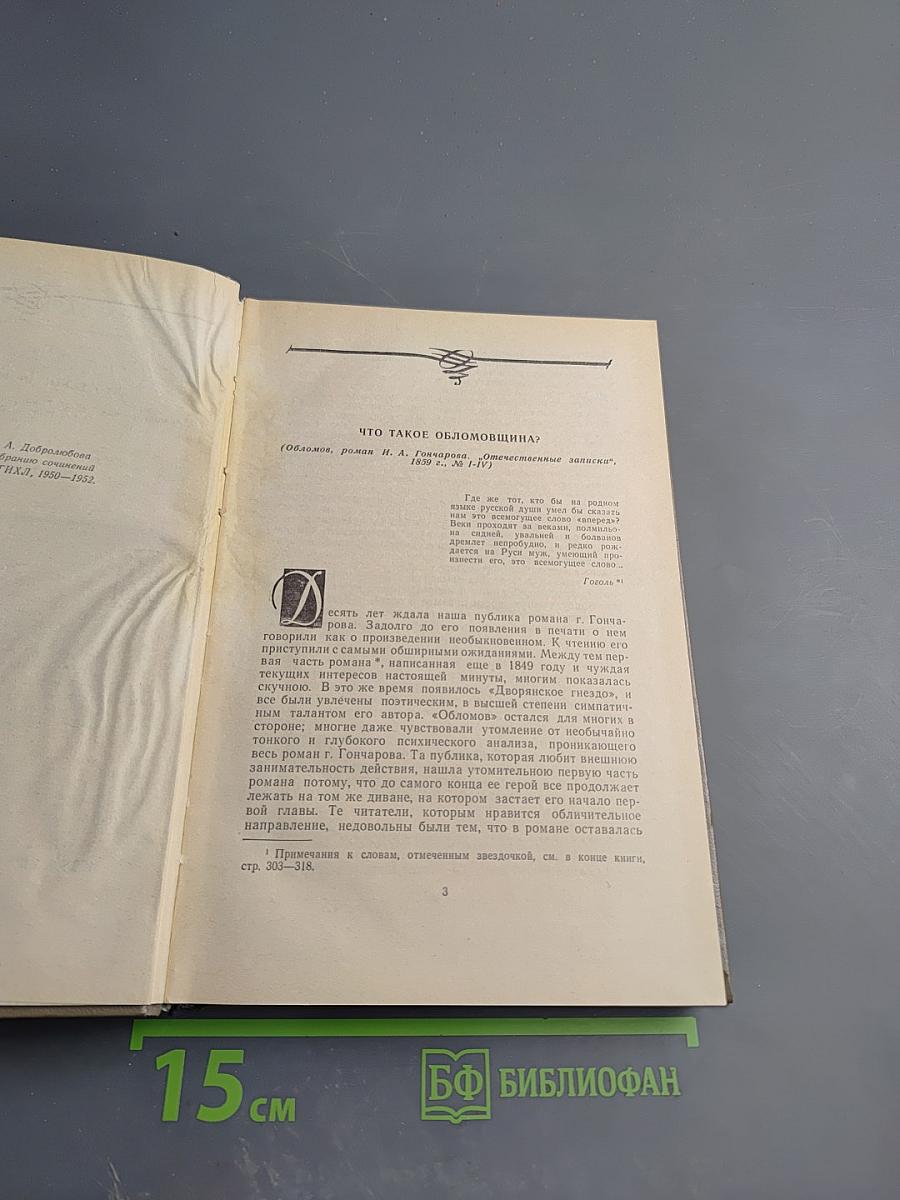 А. Добролюбова
бранию сочинений
ГИХЛ, 1950—1952.
ЧТО ТАКОЕ ОБЛОМОВЩИНА?
(Обломов, роман И. А. Гончарова. „Отечественные записки“,
1859 г., № I-IV)
Где же тот, кто бы на родном
языке русской души умел бы сказать
нам это всемогущее слово «вперед»?
Веки проходят за веками, полмильо-
на сидней, увальней и болванов
дремлет непробудно, и редко рож-
дается на Руси муж, умеющий про-
изнести его, это всемогущее слово...
Гоголь *¹
Десять лет ждала наша публика романа г. Гонча-
рова. Задолго до его появления в печати о нем
говорили как о произведении необыкновенном. К чтению его
приступили с самыми обширными ожиданиями. Между тем пер-
вая часть романа*, написанная еще в 1849 году и чуждая
текущих интересов настоящей минуты, многим показалась
скучною. В это же время появилось «Дворянское гнездо», и
все были увлечены поэтическим, в высшей степени симпатич-
ным талантом его автора. «Обломов» остался для многих в
стороне; многие даже чувствовали утомление от необычайно
тонкого и глубокого психического анализа, проникающего
весь роман г. Гончарова. Та публика, которая любит внешнюю
занимательность действия, нашла утомительною первую часть
романа потому, что до самого конца ее герой все продолжает
лежать на том же диване, на котором застает его начало пер-
вой главы. Те читатели, которым нравится обличительное
направление, недовольны были тем, что в романе оставалась
¹ Примечания к словам, отмеченным звездочкой, см. в конце книги,
стр. 303—318.
3
15 см
БФ БИБЛИОФАН